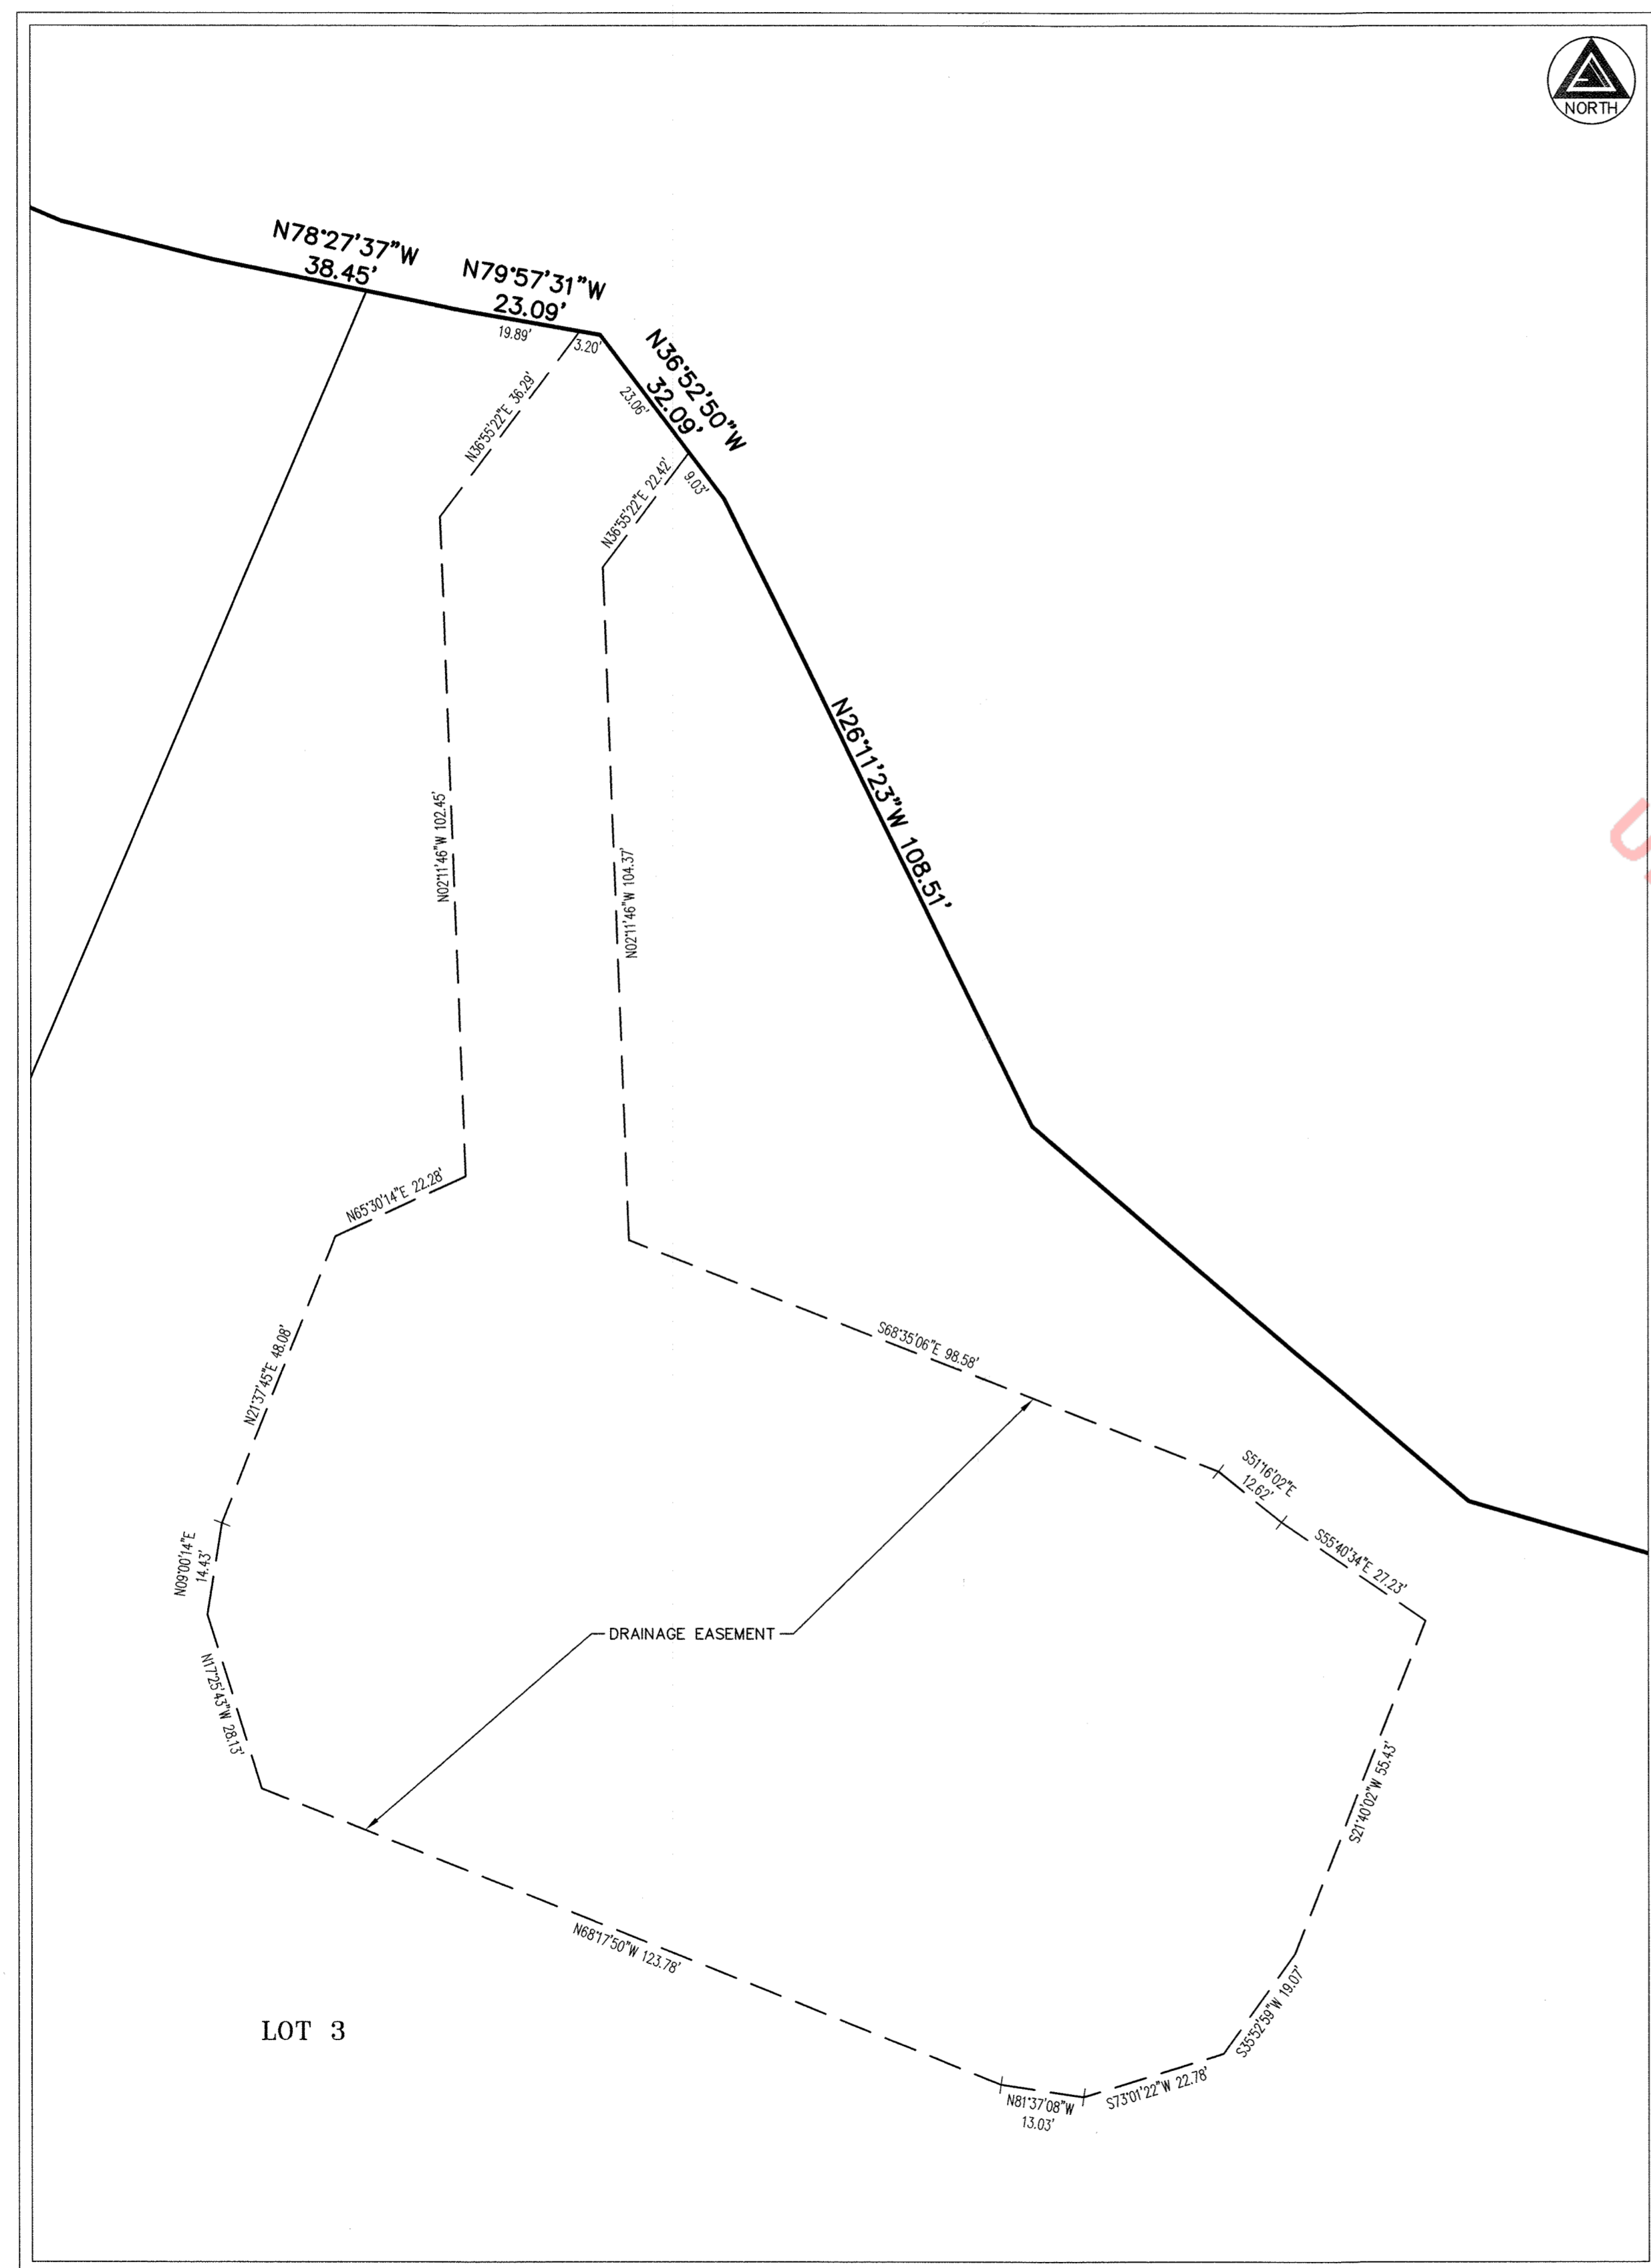 NORTH
N78°27'37"W
38.45'
N79°57'31"W
23.09'
19.89'
3.20'
N36°52'50"W
32.09'
23.06'
9.03'
N36°55'22"E 36.29'
N36°55'22"E 22.42'
N26°11'23"W 108.51'
N02°11'46"W 102.45'
N02°11'46"W 104.37'
N65°30'14"E 22.28'
N21°37'45"E 48.08'
S68°35'06"E 98.58'
S51°16'02"E
12.62'
S55°40'34"E 27.23'
N09°00'14"E
14.43'
DRAINAGE EASEMENT
N17°25'43"W 28.13'
S21°40'02"W 55.43'
N68°17'50"W 123.78'
S35°52'59"W 19.07'
LOT 3
S73°01'22"W 22.78'
N81°37'08"W
13.03'